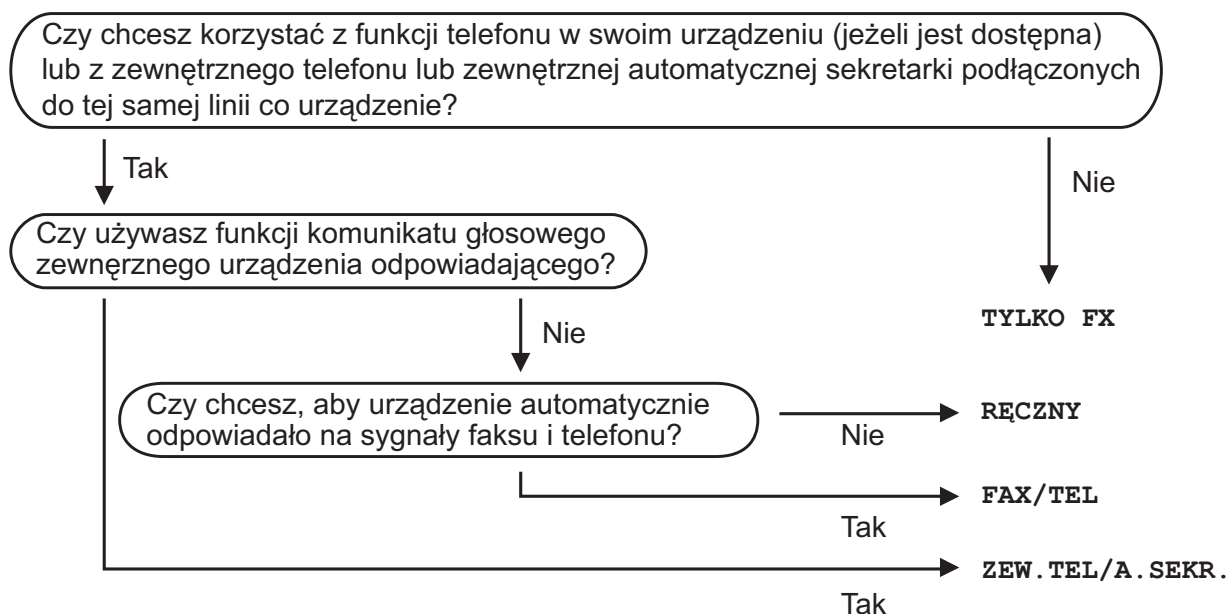 Czy chcesz korzystać z funkcji telefonu w swoim urządzeniu (jeżeli jest dostępna)
lub z zewnętrznego telefonu lub zewnętrznej automatycznej sekretarki podłączonych
do tej samej linii co urządzenie?
Tak
Nie
Czy używasz funkcji komunikatu głosowego
zewnęrznego urządzenia odpowiadającego?
TYLKO FX
Nie
Czy chcesz, aby urządzenie automatycznie
odpowiadało na sygnały faksu i telefonu?
Nie
RĘCZNY
Tak
FAX/TEL
Tak
ZEW.TEL/A.SEKR.